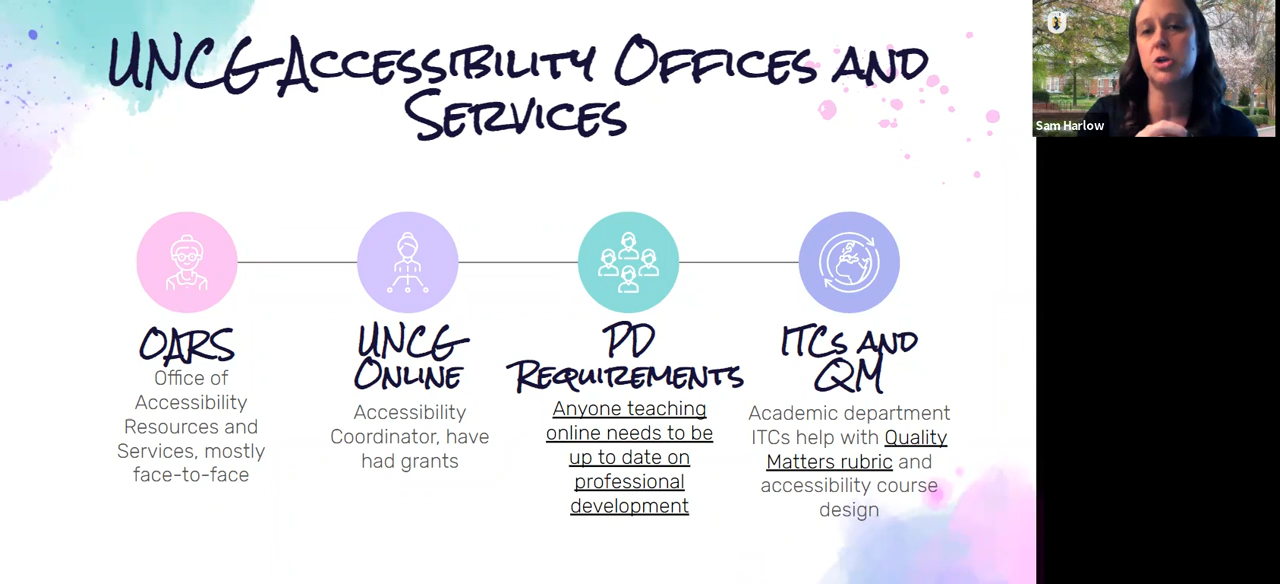 UNCG Accessibility Offices and
Services
Sam Harlow
OARS
Office of
Accessibility
Resources and
Services, mostly
face-to-face
UNCG
Online
Accessibility
Coordinator, have
had grants
PD
Requirements
Anyone teaching
online needs to be
up to date on
professional
development
ITCs and
QM
Academic department
ITCs help with Quality
Matters rubric and
accessibility course
design